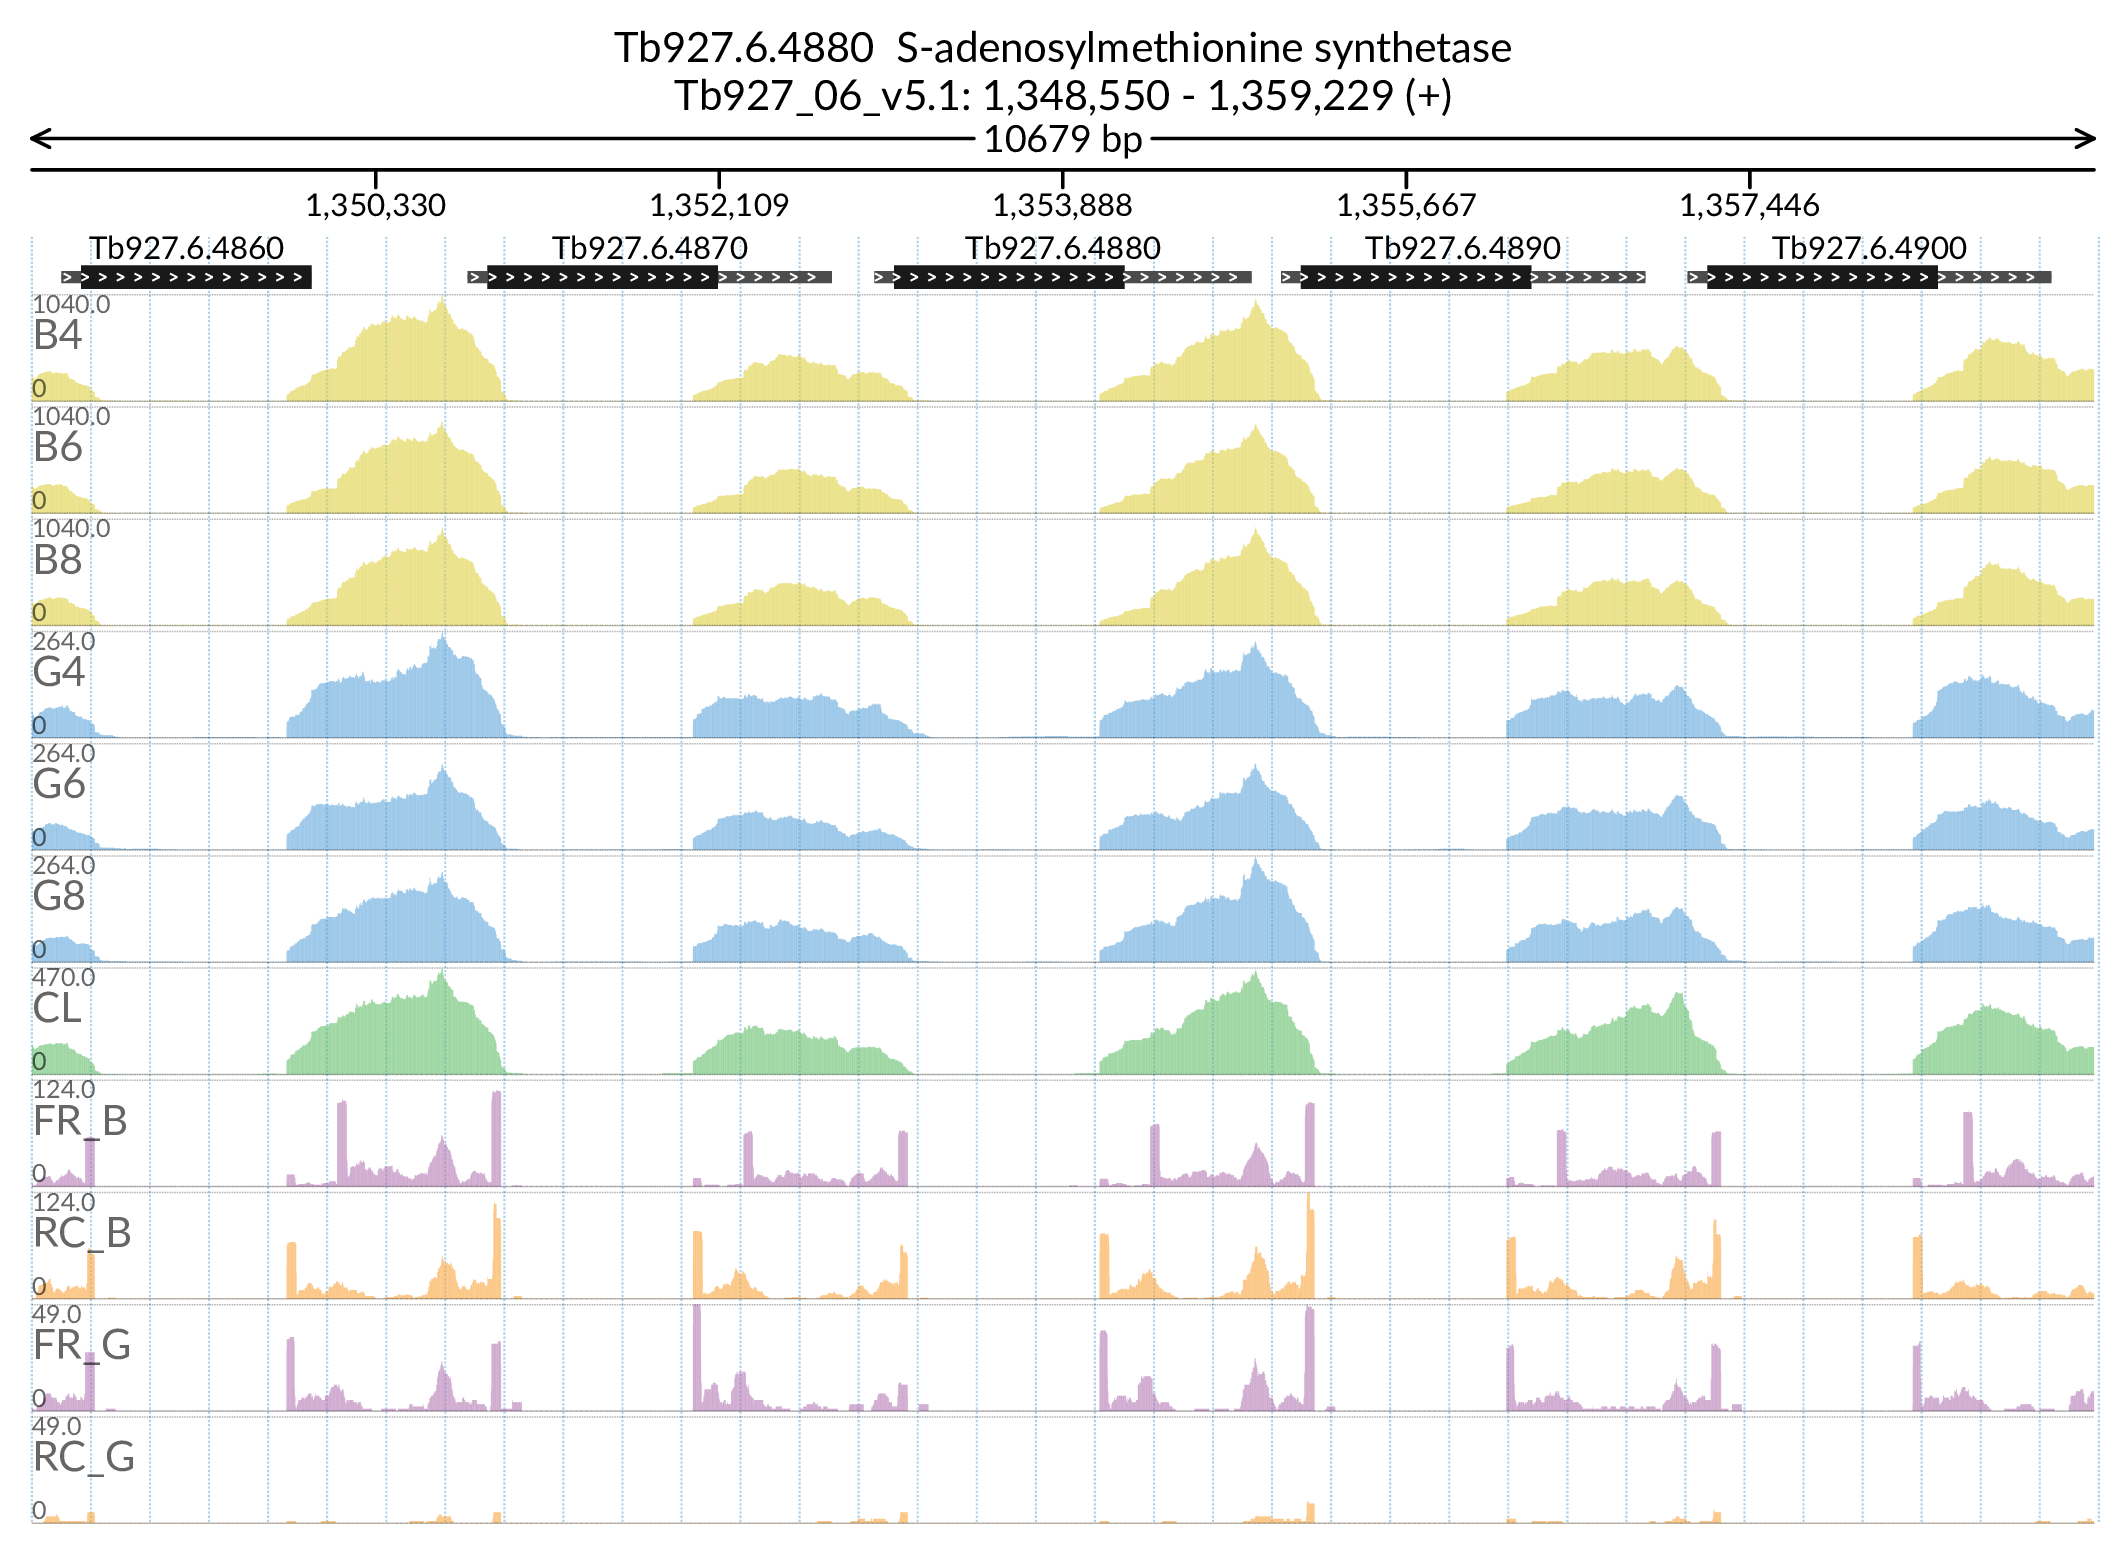 Tb927.6.4880  S-adenosylmethionine synthetase
Tb927_06_v5.1: 1,348,550 - 1,359,229 (+)
10679 bp
1,350,330 1,352,109 1,353,888 1,355,667 1,357,446
Tb927.6.4860 Tb927.6.4870 Tb927.6.4880 Tb927.6.4890 Tb927.6.4900
1040.0
B4
0
1040.0
B6
0
1040.0
B8
0
264.0
G4
0
264.0
G6
0
264.0
G8
0
470.0
CL
0
124.0
FR_B
0
124.0
RC_B
0
49.0
FR_G
0
49.0
RC_G
0